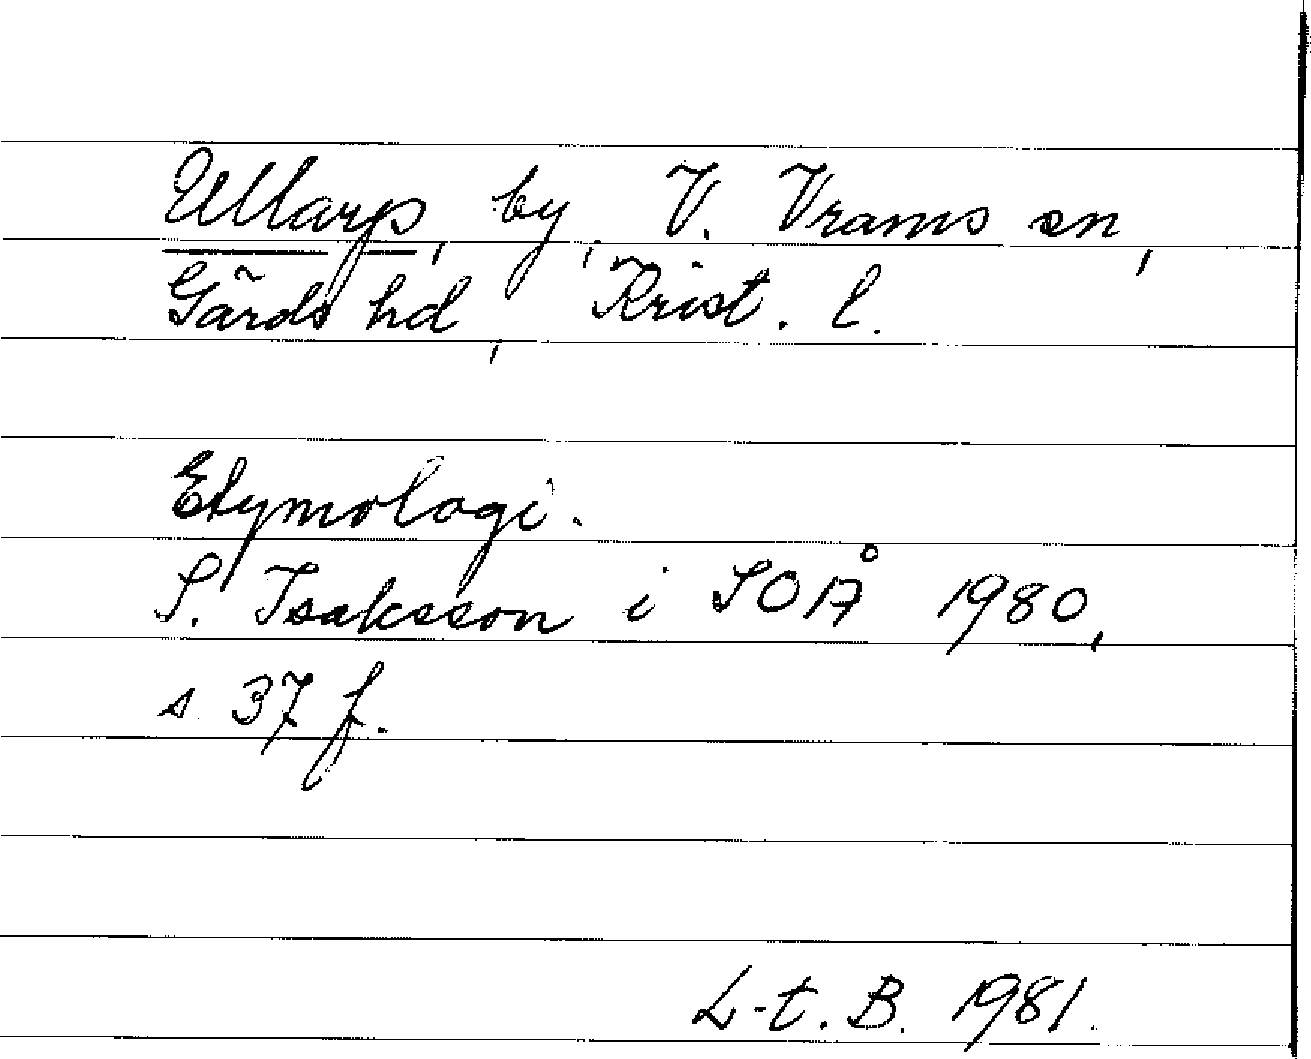 Ullarp, by, V. Vrams sn,
Gärds hd, Krist. l.
Etymologi.
S. Isaksson i SOÅ 1980,
s 37 f.
L-t. B. 1981.